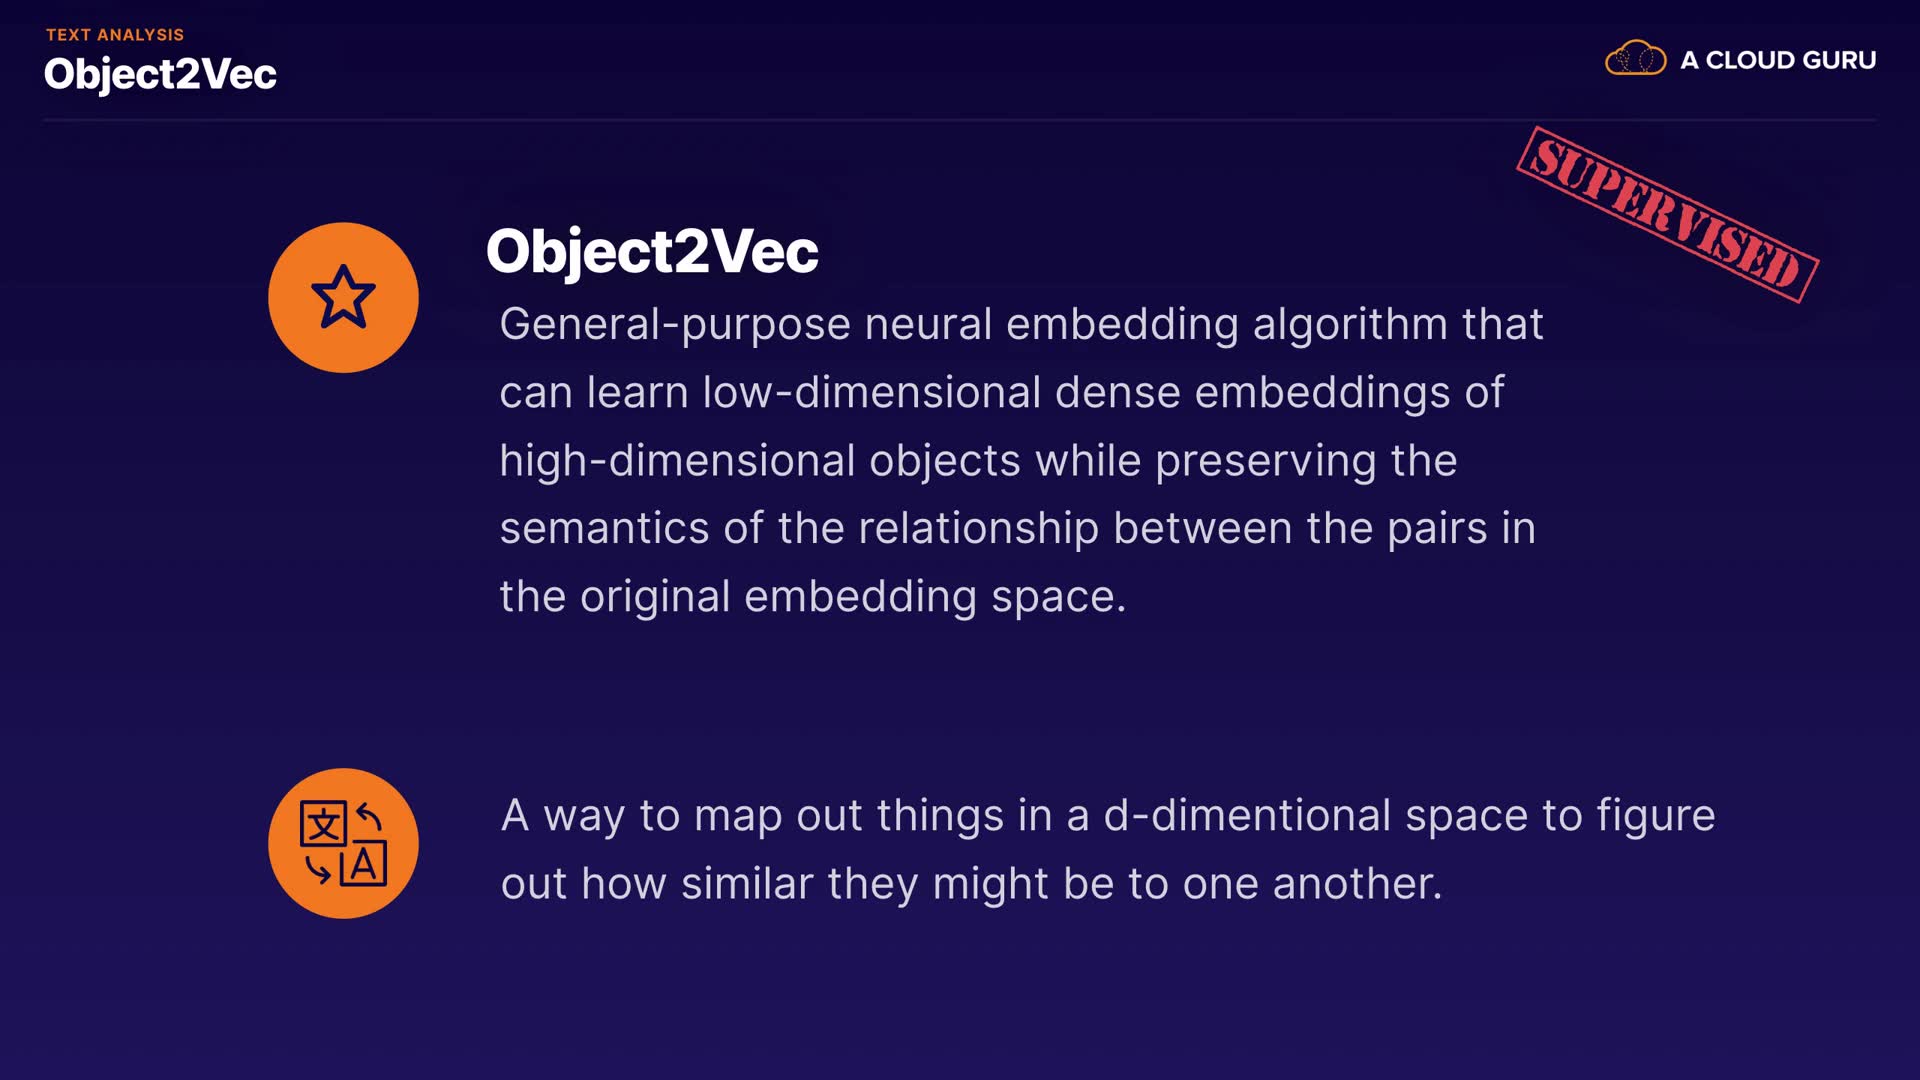 TEXT ANALYSIS
Object2Vec
A CLOUD GURU
SUPERVISED
Object2Vec
General-purpose neural embedding algorithm that
can learn low-dimensional dense embeddings of
high-dimensional objects while preserving the
semantics of the relationship between the pairs in
the original embedding space.
文
A
A way to map out things in a d-dimentional space to figure
out how similar they might be to one another.